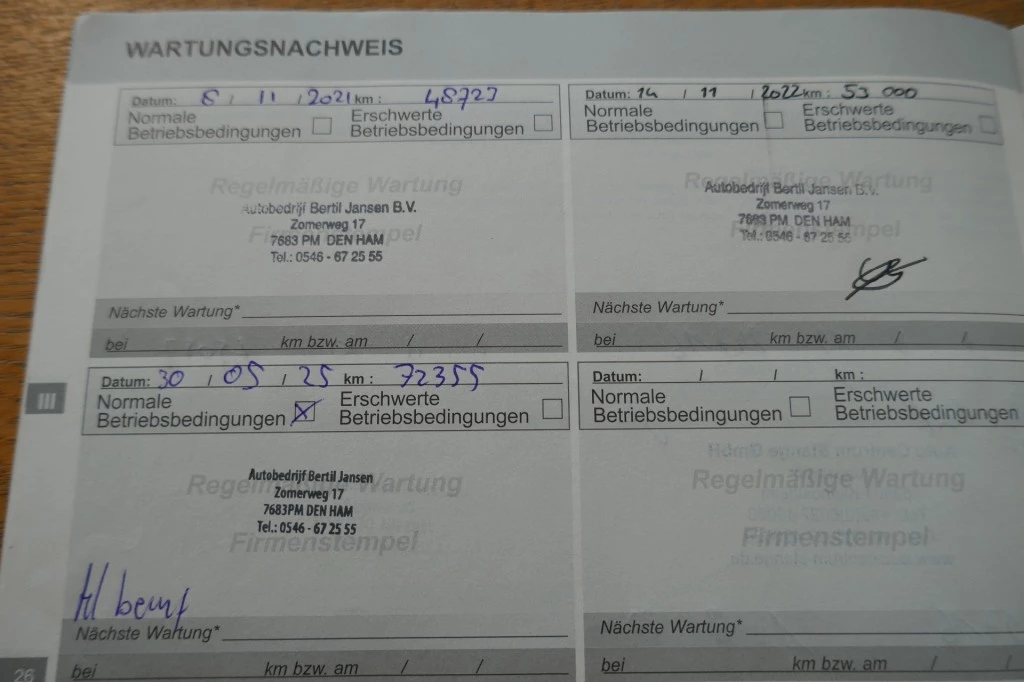 WARTUNGSNACHWEIS
Datum: 8 / 11 / 2021 km : 48723
Normale Erschwerte
Betriebsbedingungen Betriebsbedingungen
Regelmäßige Wartung
Autobedrijf Bertil Jansen B.V.
Zomerweg 17
Firmenstempel
7683 PM DEN HAM
Tel.: 0546 - 67 25 55
Nächste Wartung*
bei km bzw. am / /
Datum: 14 / 11 / 2022 km : 53 000
Normale Erschwerte
Betriebsbedingungen Betriebsbedingungen
Regelmäßige Wartung
Autobedrijf Bertil Jansen B.V.
Zomerweg 17
7683 PM DEN HAM
Firmenstempel
Tel.: 0546 - 67 25 55
Nächste Wartung*
bei km bzw. am / /
III
Datum: 30 / 05 / 25 km : 72355
Normale Erschwerte
Betriebsbedingungen X Betriebsbedingungen
Autobedrijf Bertil Jansen
Regelmäßige Wartung
Zomerweg 17
7683PM DEN HAM
Tel.: 0546 - 67 25 55
Firmenstempel
Nächste Wartung*
bei km bzw. am / /
Datum: / / km :
Normale Erschwerte
Betriebsbedingungen Betriebsbedingungen
Regelmäßige Wartung
Firmenstempel
Nächste Wartung*
bei km bzw. am / /
26